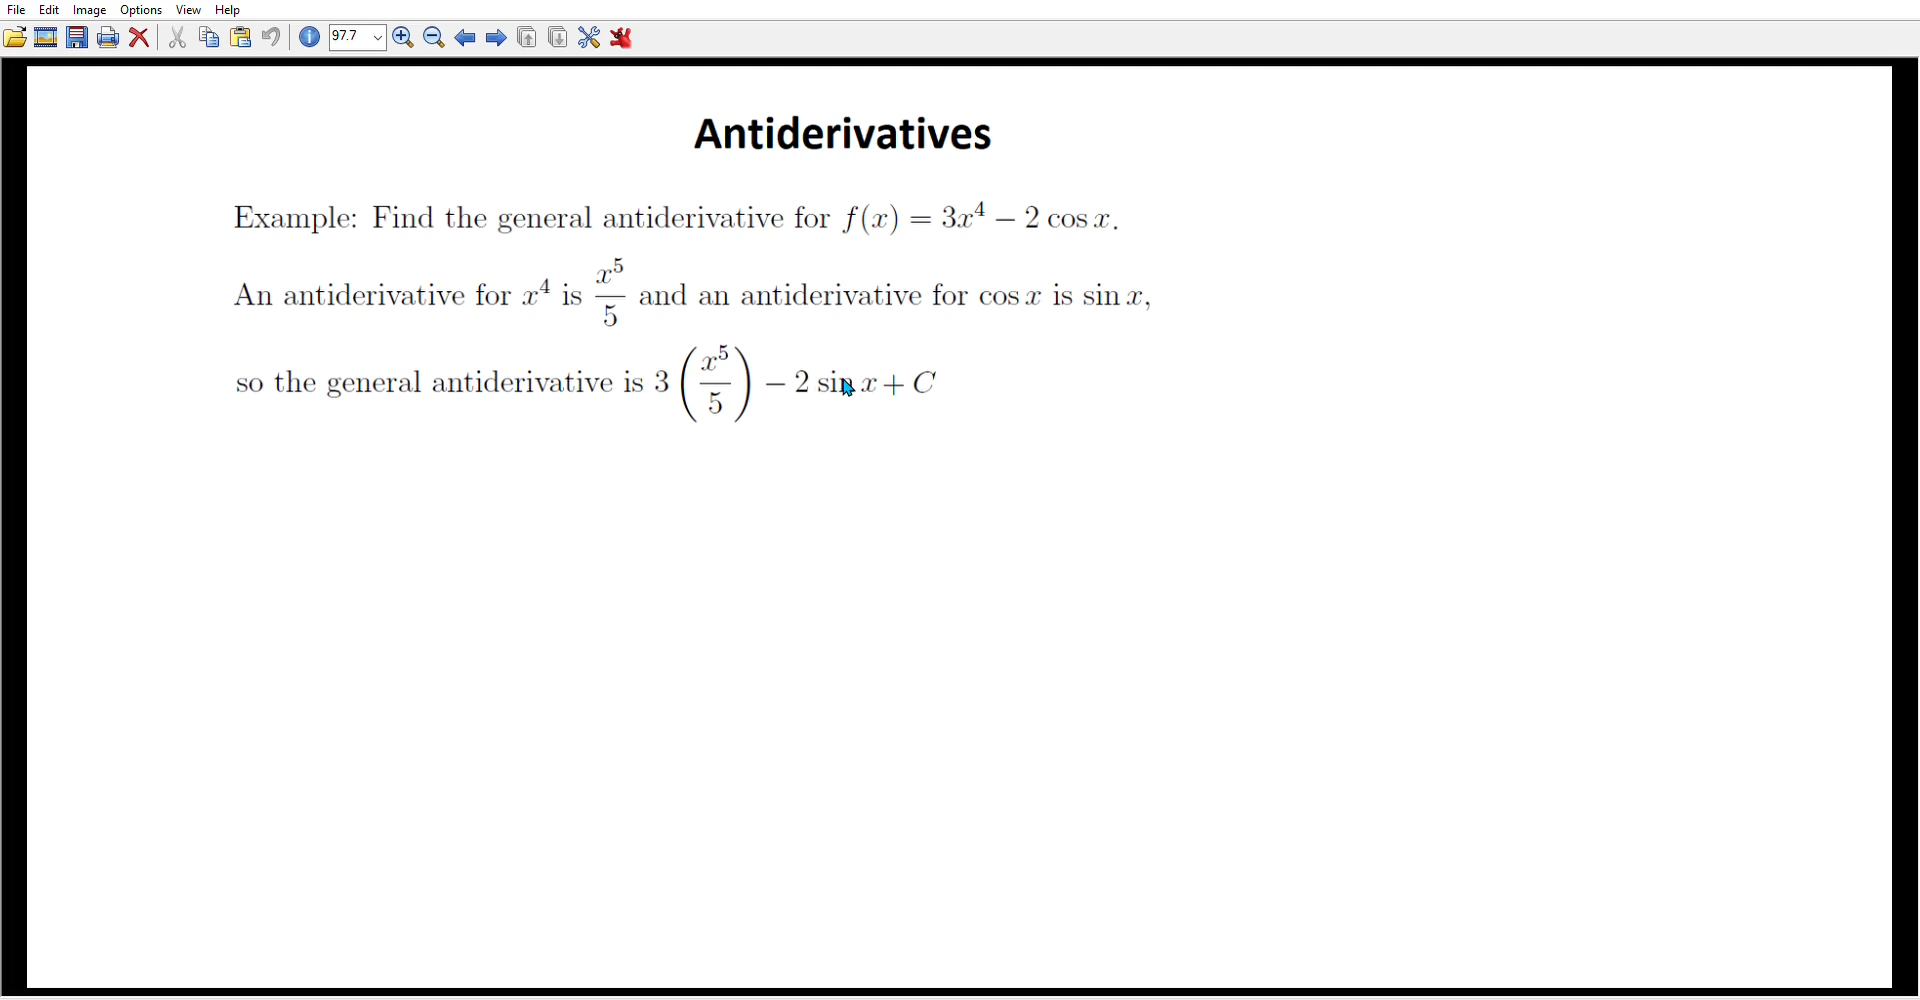 File Edit Image Options View Help
97.7
Antiderivatives
Example: Find the general antiderivative for f(x) = 3x⁴ − 2 cos x.
An antiderivative for x⁴ is x⁵/5 and an antiderivative for cos x is sin x,
so the general antiderivative is 3(x⁵/5) − 2 sin x + C